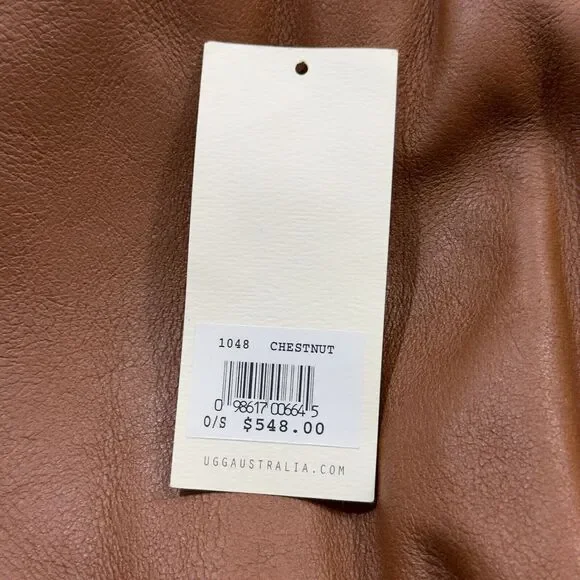 1048 CHESTNUT
0 98617 00664 5
O/S $548.00
UGGAUSTRALIA.COM